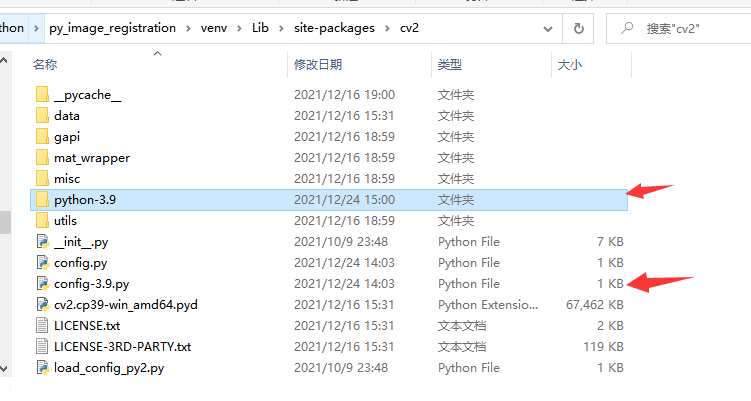 thon > py_image_registration > venv > Lib > site-packages > cv2 搜索"cv2"
名称 修改日期 类型 大小
__pycache__ 2021/12/16 19:00 文件夹
data 2021/12/16 15:31 文件夹
gapi 2021/12/16 18:59 文件夹
mat_wrapper 2021/12/16 18:59 文件夹
misc 2021/12/16 18:59 文件夹
python-3.9 2021/12/24 15:00 文件夹
utils 2021/12/16 18:59 文件夹
__init__.py 2021/10/9 23:48 Python File 7 KB
config.py 2021/12/24 14:03 Python File 1 KB
config-3.9.py 2021/12/24 14:03 Python File 1 KB
cv2.cp39-win_amd64.pyd 2021/12/16 15:31 Python Extensio... 67,462 KB
LICENSE.txt 2021/12/16 15:31 文本文档 2 KB
LICENSE-3RD-PARTY.txt 2021/12/16 15:31 文本文档 119 KB
load_config_py2.py 2021/10/9 23:48 Python File 1 KB